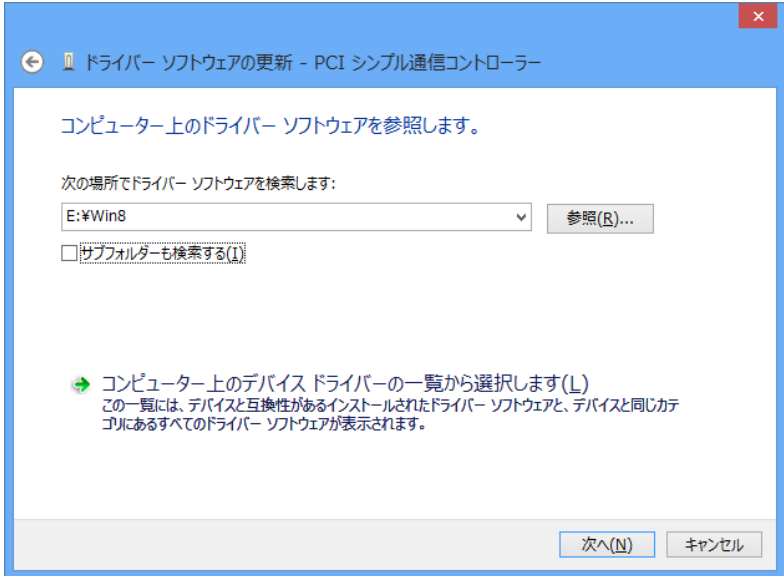 ドライバー ソフトウェアの更新 - PCI シンプル通信コントローラー
コンピューター上のドライバー ソフトウェアを参照します。
次の場所でドライバー ソフトウェアを検索します:
E:¥Win8
参照(R)...
サブフォルダーも検索する(I)
コンピューター上のデバイス ドライバーの一覧から選択します(L)
この一覧には、デバイスと互換性があるインストールされたドライバー ソフトウェアと、デバイスと同じカテ
ゴリにあるすべてのドライバー ソフトウェアが表示されます。
次へ(N)
キャンセル